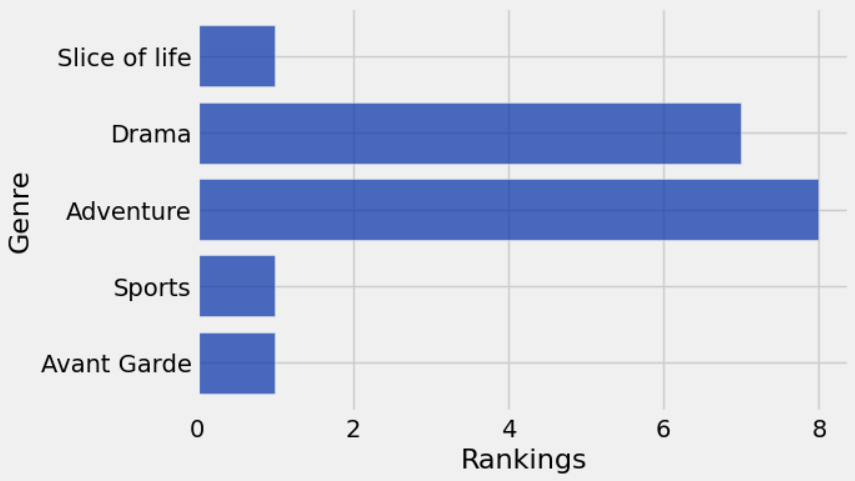 Slice of life
Drama
Adventure
Sports
Avant Garde
Genre
0 2 4 6 8
Rankings